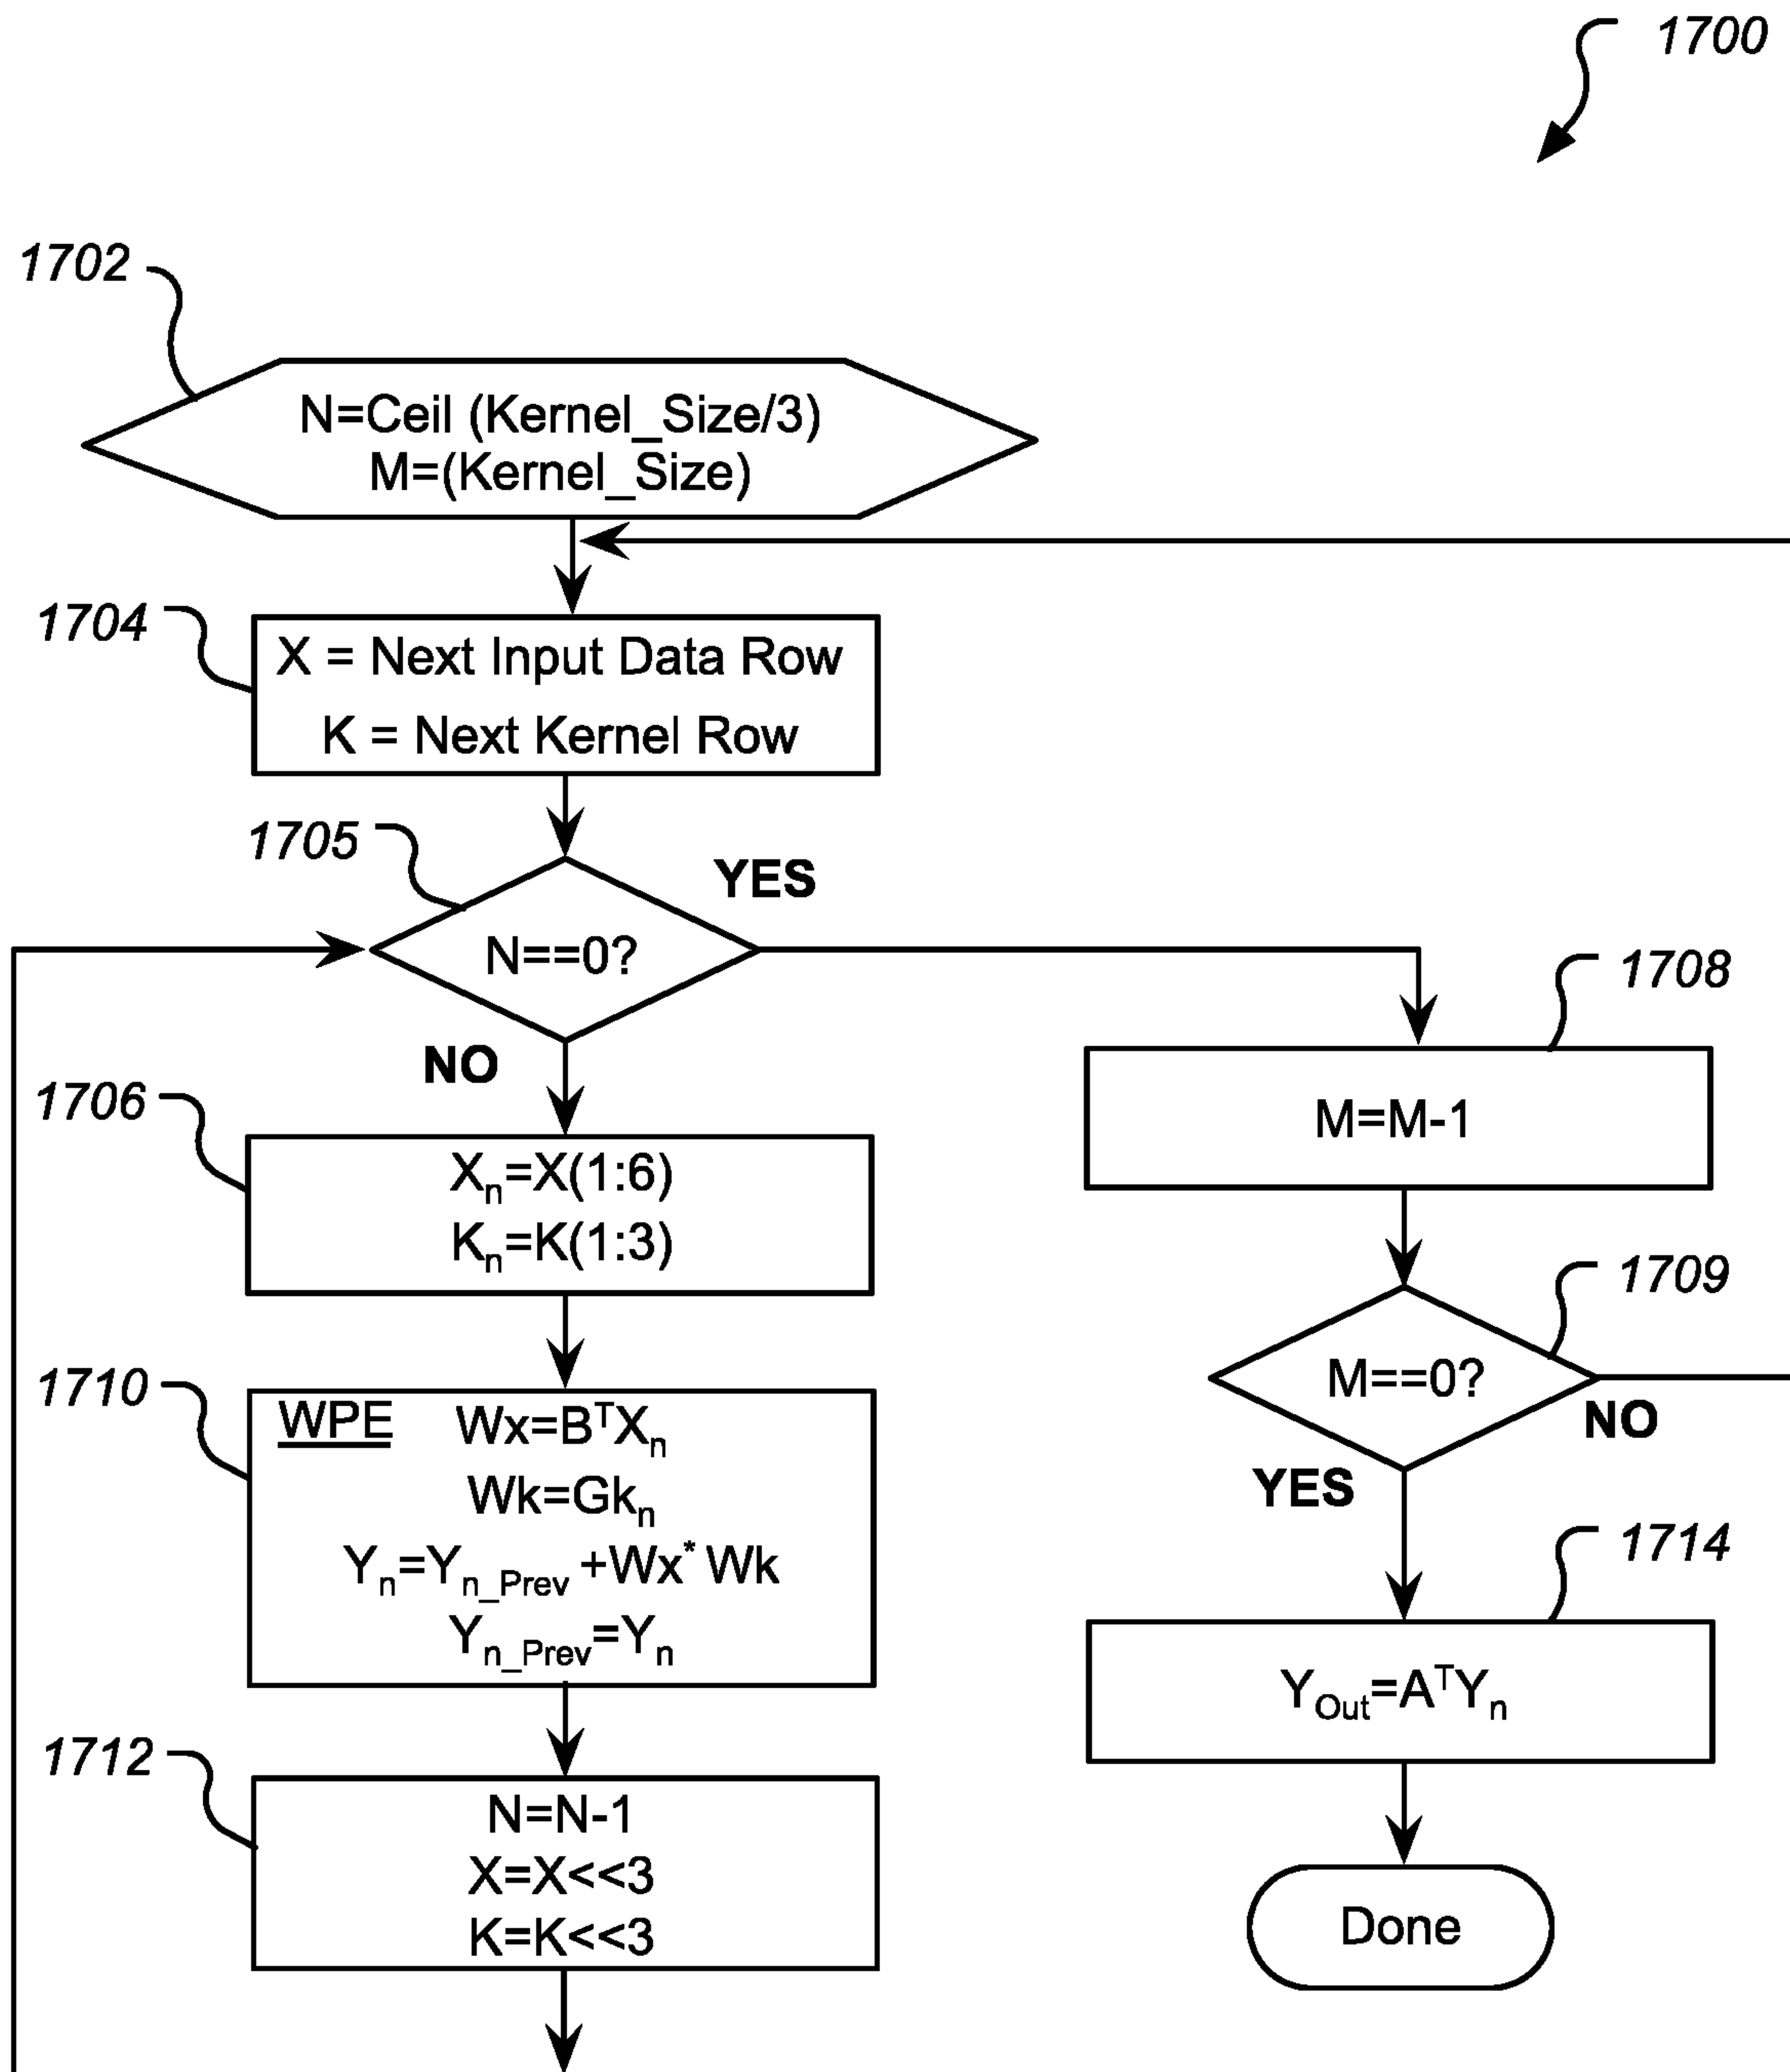 1700
1702
N=Ceil (Kernel_Size/3)
M=(Kernel_Size)
1704
X = Next Input Data Row
K = Next Kernel Row
1705
YES
N==0?
NO
1706
Xn=X(1:6)
Kn=K(1:3)
1708
M=M-1
1709
M==0?
NO
YES
1710
WPE Wx=BᵀXn
Wk=Gkn
Yn=Yn_Prev+Wx* Wk
Yn_Prev=Yn
1712
N=N-1
X=X<<3
K=K<<3
1714
YOut=AᵀYn
Done